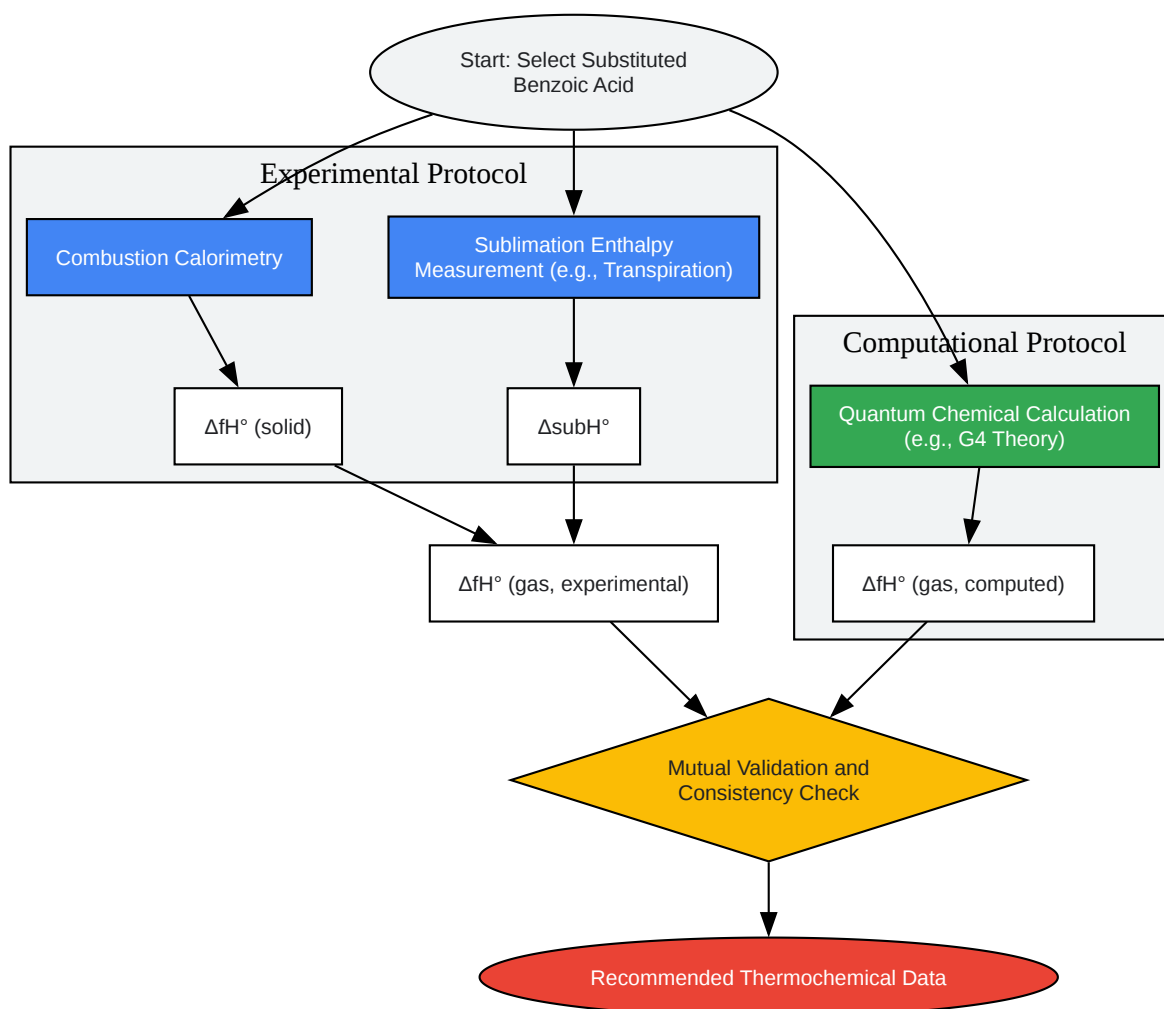 Start: Select Substituted
Benzoic Acid
Experimental Protocol
Combustion Calorimetry
Sublimation Enthalpy
Measurement (e.g., Transpiration)
Computational Protocol
Quantum Chemical Calculation
(e.g., G4 Theory)
ΔfH° (solid)
ΔsubH°
ΔfH° (gas, experimental)
ΔfH° (gas, computed)
Mutual Validation and
Consistency Check
Recommended Thermochemical Data